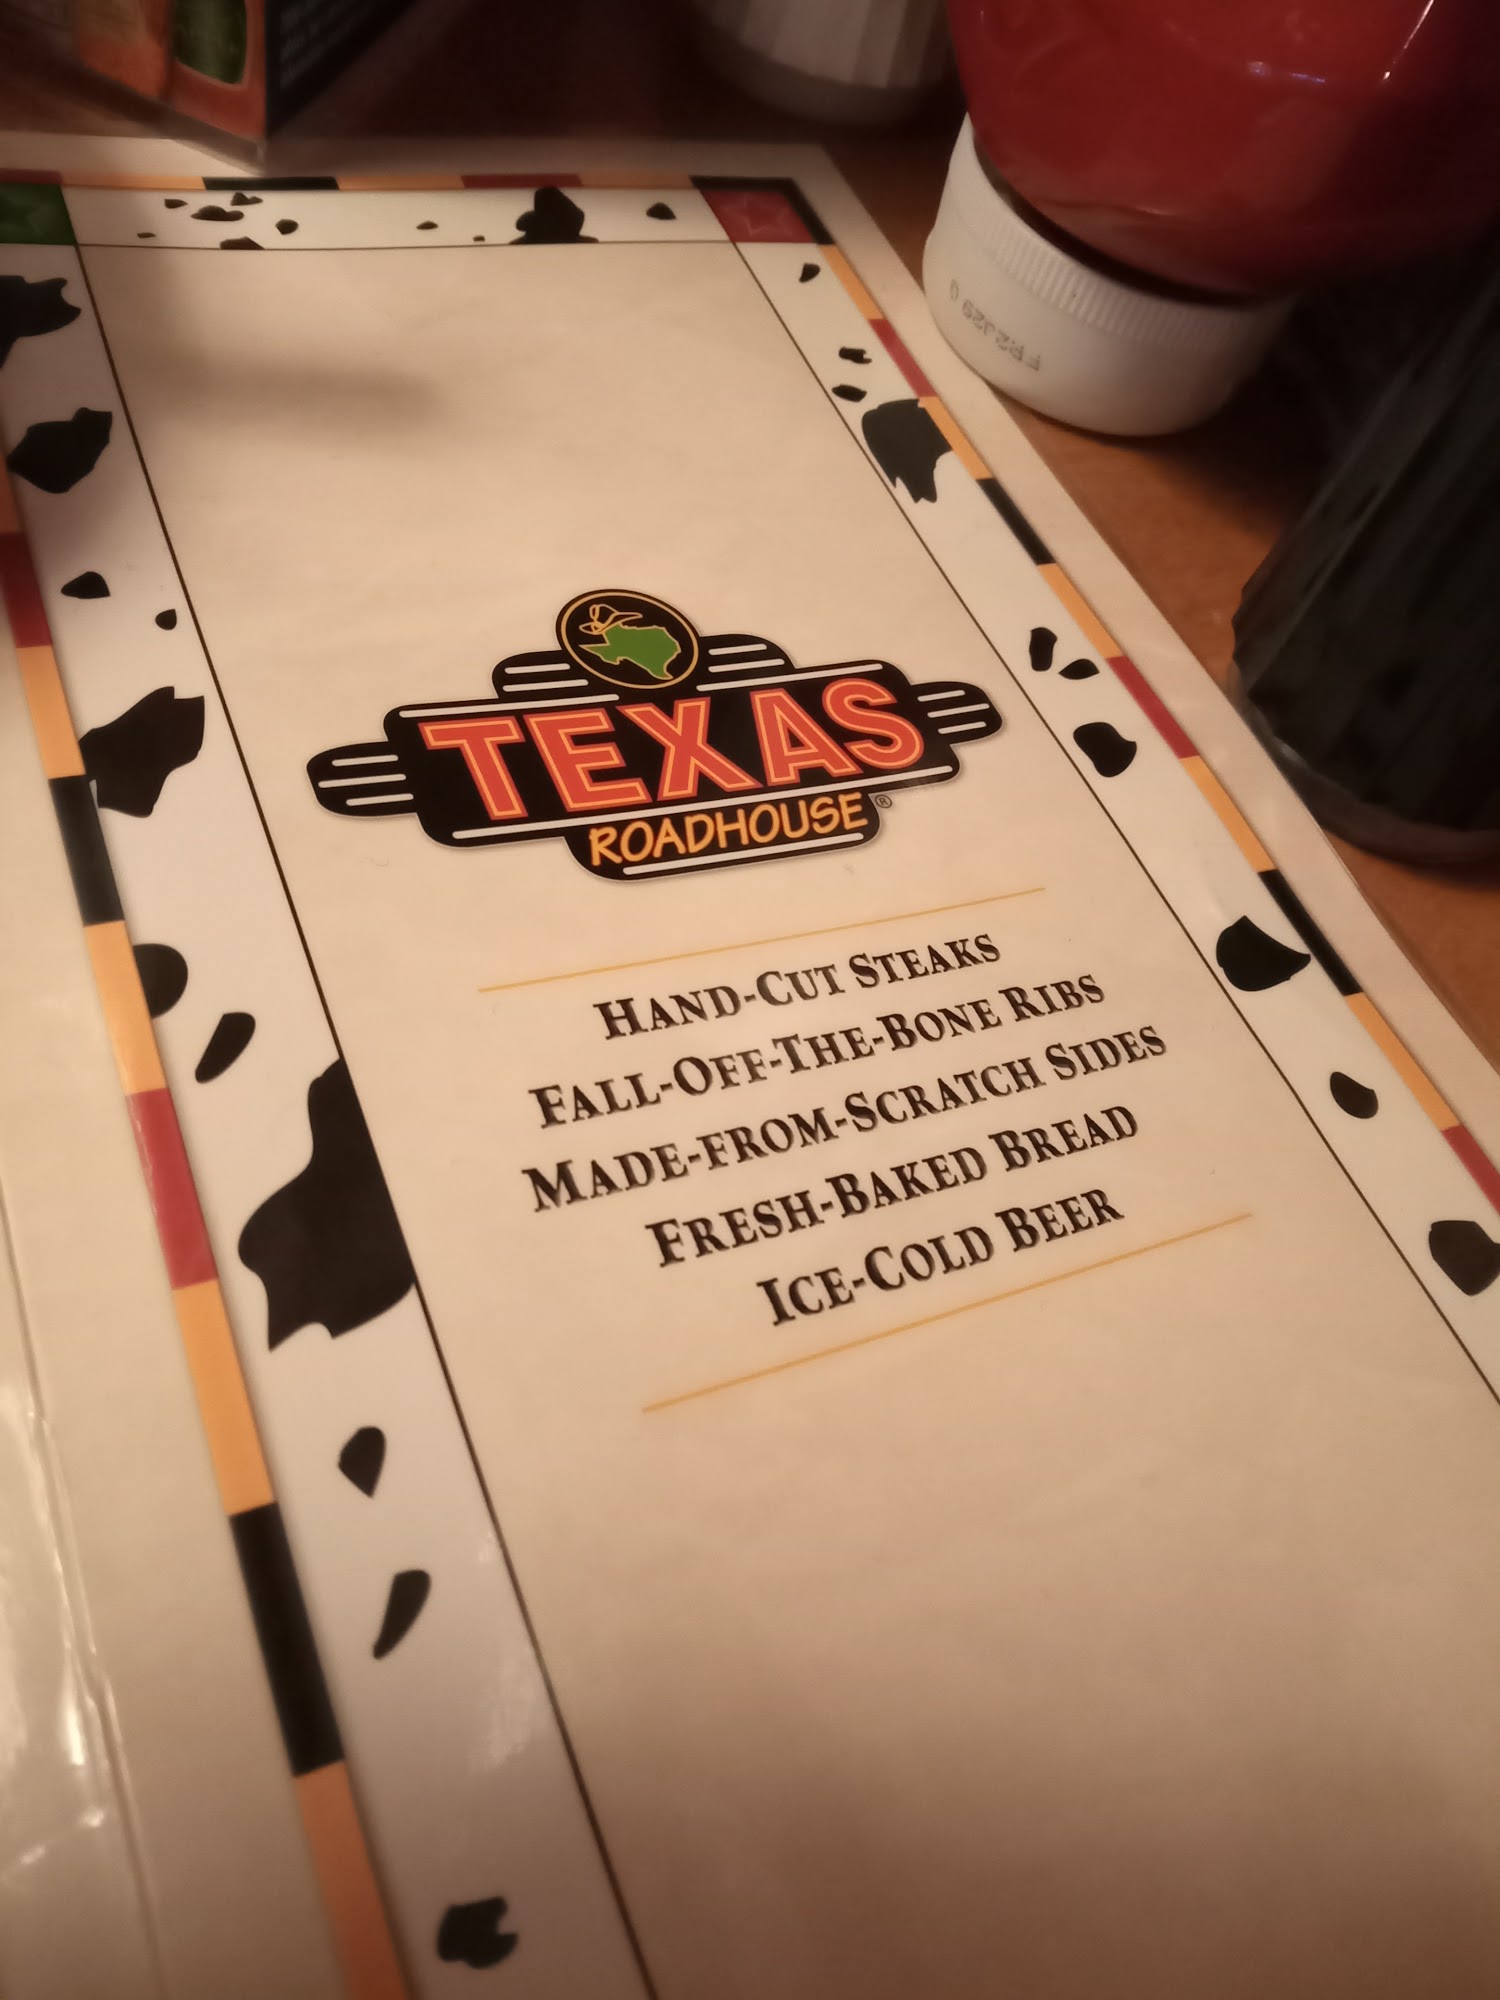 TEXAS
ROADHOUSE®
HAND-CUT STEAKS
FALL-OFF-THE-BONE RIBS
MADE-FROM-SCRATCH SIDES
FRESH-BAKED BREAD
ICE-COLD BEER